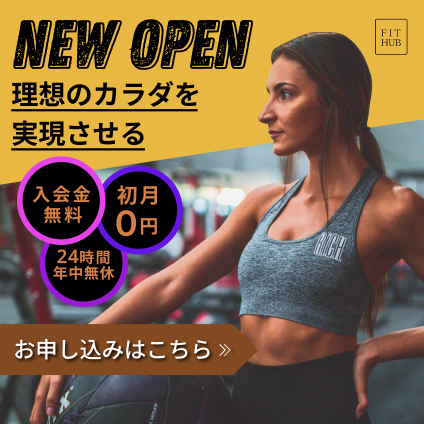 NEW OPEN
FIT
HUB
理想のカラダを
実現させる
入会金
無料
初月
0円
24時間
年中無休
RICH.
お申し込みはこちら »